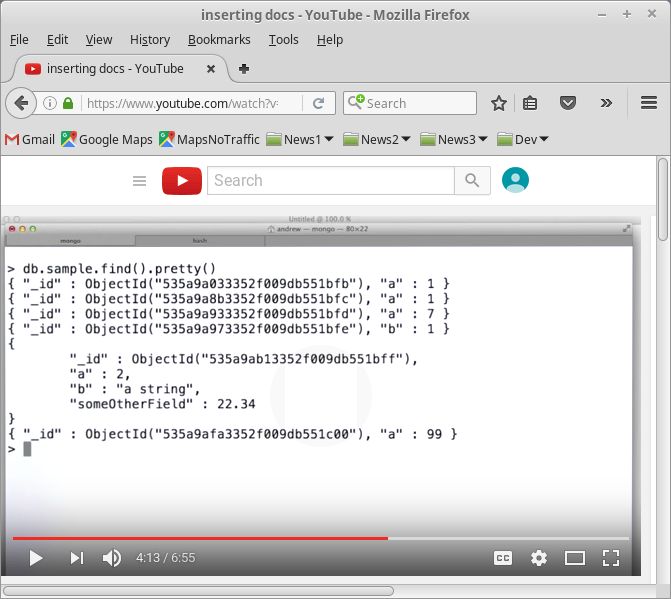 inserting docs - YouTube - Mozilla Firefox
File Edit View History Bookmarks Tools Help
inserting docs - YouTube
https://www.youtube.com/watch?v= Search
Gmail Google Maps MapsNoTraffic News1 News2 News3 Dev
Search
Untitled @ 100.0 %
andrew — mongo — 80×22
mongo bash
> db.sample.find().pretty()
{ "_id" : ObjectId("535a9a033352f009db551bfb"), "a" : 1 }
{ "_id" : ObjectId("535a9a8b3352f009db551bfc"), "a" : 1 }
{ "_id" : ObjectId("535a9a933352f009db551bfd"), "a" : 7 }
{ "_id" : ObjectId("535a9a973352f009db551bfe"), "b" : 1 }
{
"_id" : ObjectId("535a9ab13352f009db551bff"),
"a" : 2,
"b" : "a string",
"someOtherField" : 22.34
}
{ "_id" : ObjectId("535a9afa3352f009db551c00"), "a" : 99 }
>
4:13 / 6:55 CC